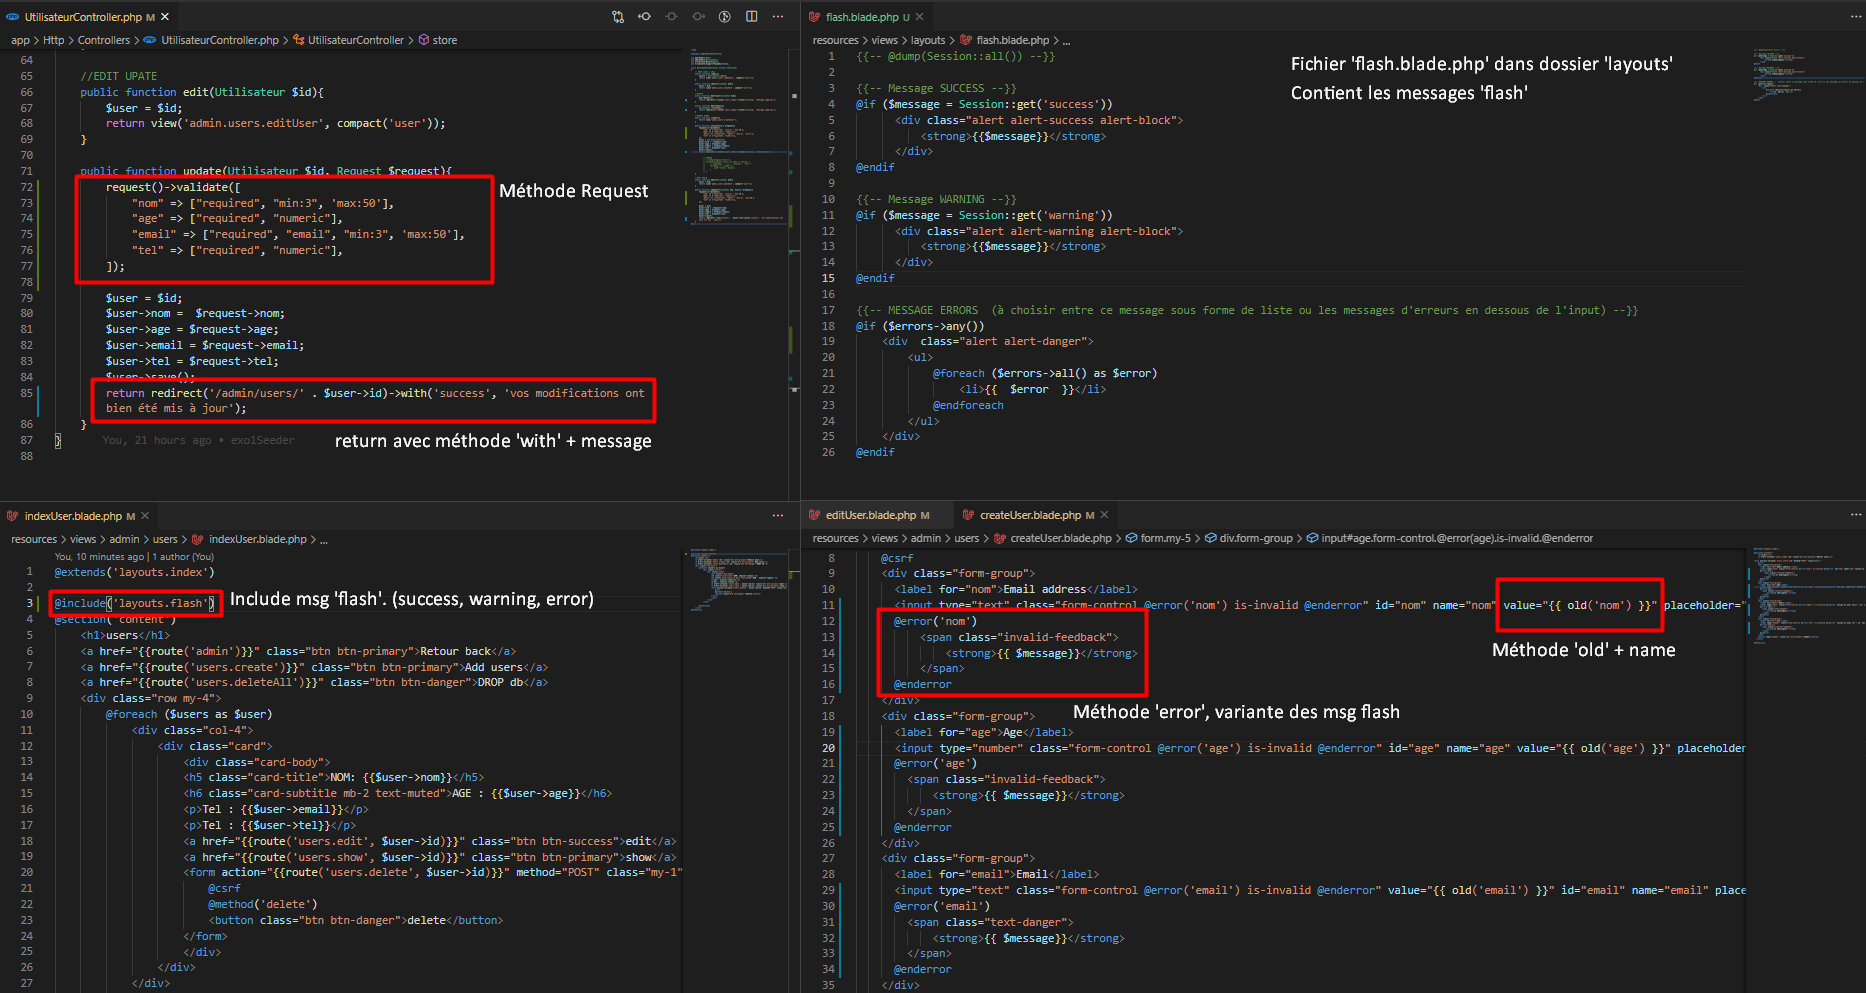 UtilisateurController.php M
app > Http > Controllers > UtilisateurController.php > UtilisateurController > store
64
65 //EDIT UPATE
66 public function edit(Utilisateur $id){
67 $user = $id;
68 return view('admin.users.editUser', compact('user'));
69 }
70
71 public function update(Utilisateur $id, Request $request){
72 request()->validate([
73 "nom" => ["required", "min:3", 'max:50'],
74 "age" => ["required", "numeric"],
75 "email" => ["required", "email", "min:3", 'max:50'],
76 "tel" => ["required", "numeric"],
77 ]);
78
79 $user = $id;
80 $user->nom =  $request->nom;
81 $user->age = $request->age;
82 $user->email = $request->email;
83 $user->tel = $request->tel;
84 $user->save();
85 return redirect('/admin/users/' . $user->id)->with('success', 'vos modifications ont
bien été mis à jour');
86 }
87 } You, 21 hours ago • exo1Seeder
88
Méthode Request
return avec méthode 'with' + message
flash.blade.php U
resources > views > layouts > flash.blade.php > ...
1 {{-- @dump(Session::all()) --}}
2
3 {{-- Message SUCCESS --}}
4 @if ($message = Session::get('success'))
5 <div class="alert alert-success alert-block">
6 <strong>{{$message}}</strong>
7 </div>
8 @endif
9
10 {{-- Message WARNING --}}
11 @if ($message = Session::get('warning'))
12 <div class="alert alert-warning alert-block">
13 <strong>{{$message}}</strong>
14 </div>
15 @endif
16
17 {{-- MESSAGE ERRORS  (à choisir entre ce message sous forme de liste ou les messages d'erreurs en dessous de l'input) --}}
18 @if ($errors->any())
19 <div  class="alert alert-danger">
20 <ul>
21 @foreach ($errors->all() as $error)
22 <li>{{  $error  }}</li>
23 @endforeach
24 </ul>
25 </div>
26 @endif
Fichier 'flash.blade.php' dans dossier 'layouts'
Contient les messages 'flash'
indexUser.blade.php M
resources > views > admin > users > indexUser.blade.php > ...
You, 10 minutes ago | 1 author (You)
1 @extends('layouts.index')
2
3 @include('layouts.flash')
4 @section('content')
5 <h1>users</h1>
6 <a href="{{route('admin')}}" class="btn btn-primary">Retour back</a>
7 <a href="{{route('users.create')}}" class="btn btn-primary">Add users</a>
8 <a href="{{route('users.deleteAll')}}" class="btn btn-danger">DROP db</a>
9 <div class="row my-4">
10 @foreach ($users as $user)
11 <div class="col-4">
12 <div class="card">
13 <div class="card-body">
14 <h5 class="card-title">NOM: {{$user->nom}}</h5>
15 <h6 class="card-subtitle mb-2 text-muted">AGE : {{$user->age}}</h6>
16 <p>Tel : {{$user->email}}</p>
17 <p>Tel : {{$user->tel}}</p>
18 <a href="{{route('users.edit', $user->id)}}" class="btn btn-success">edit</a>
19 <a href="{{route('users.show', $user->id)}}" class="btn btn-primary">show</a>
20 <form action="{{route('users.delete', $user->id)}}" method="POST" class="my-1"
21 @csrf
22 @method('delete')
23 <button class="btn btn-danger">delete</button>
24 </form>
25 </div>
26 </div>
27 </div>
Include msg 'flash'. (success, warning, error)
editUser.blade.php M
createUser.blade.php M
resources > views > admin > users > createUser.blade.php > form.my-5 > div.form-group > input#age.form-control.@error(age).is-invalid.@enderror
8 @csrf
9 <div class="form-group">
10 <label for="nom">Email address</label>
11 <input type="text" class="form-control @error('nom') is-invalid @enderror" id="nom" name="nom" value="{{ old('nom') }}" placeholder="
12 @error('nom')
13 <span class="invalid-feedback">
14 <strong>{{ $message}}</strong>
15 </span>
16 @enderror
17 </div>
18 <div class="form-group">
19 <label for="age">Age</label>
20 <input type="number" class="form-control @error('age') is-invalid @enderror" id="age" name="age" value="{{ old('age') }}" placeholder
21 @error('age')
22 <span class="invalid-feedback">
23 <strong>{{ $message}}</strong>
24 </span>
25 @enderror
26 </div>
27 <div class="form-group">
28 <label for="email">Email</label>
29 <input type="text" class="form-control @error('email') is-invalid @enderror" value="{{ old('email') }}" id="email" name="email" place
30 @error('email')
31 <span class="text-danger">
32 <strong>{{ $message}}</strong>
33 </span>
34 @enderror
35 </div>
Méthode 'old' + name
Méthode 'error', variante des msg flash